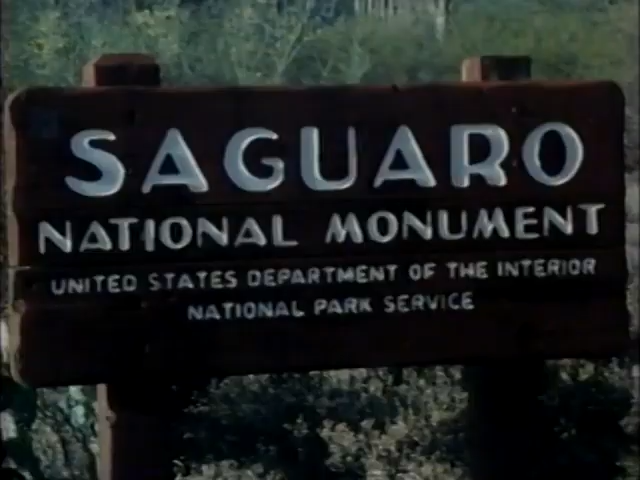 SAGUARO
NATIONAL MONUMENT
UNITED STATES DEPARTMENT OF THE INTERIOR
NATIONAL PARK SERVICE